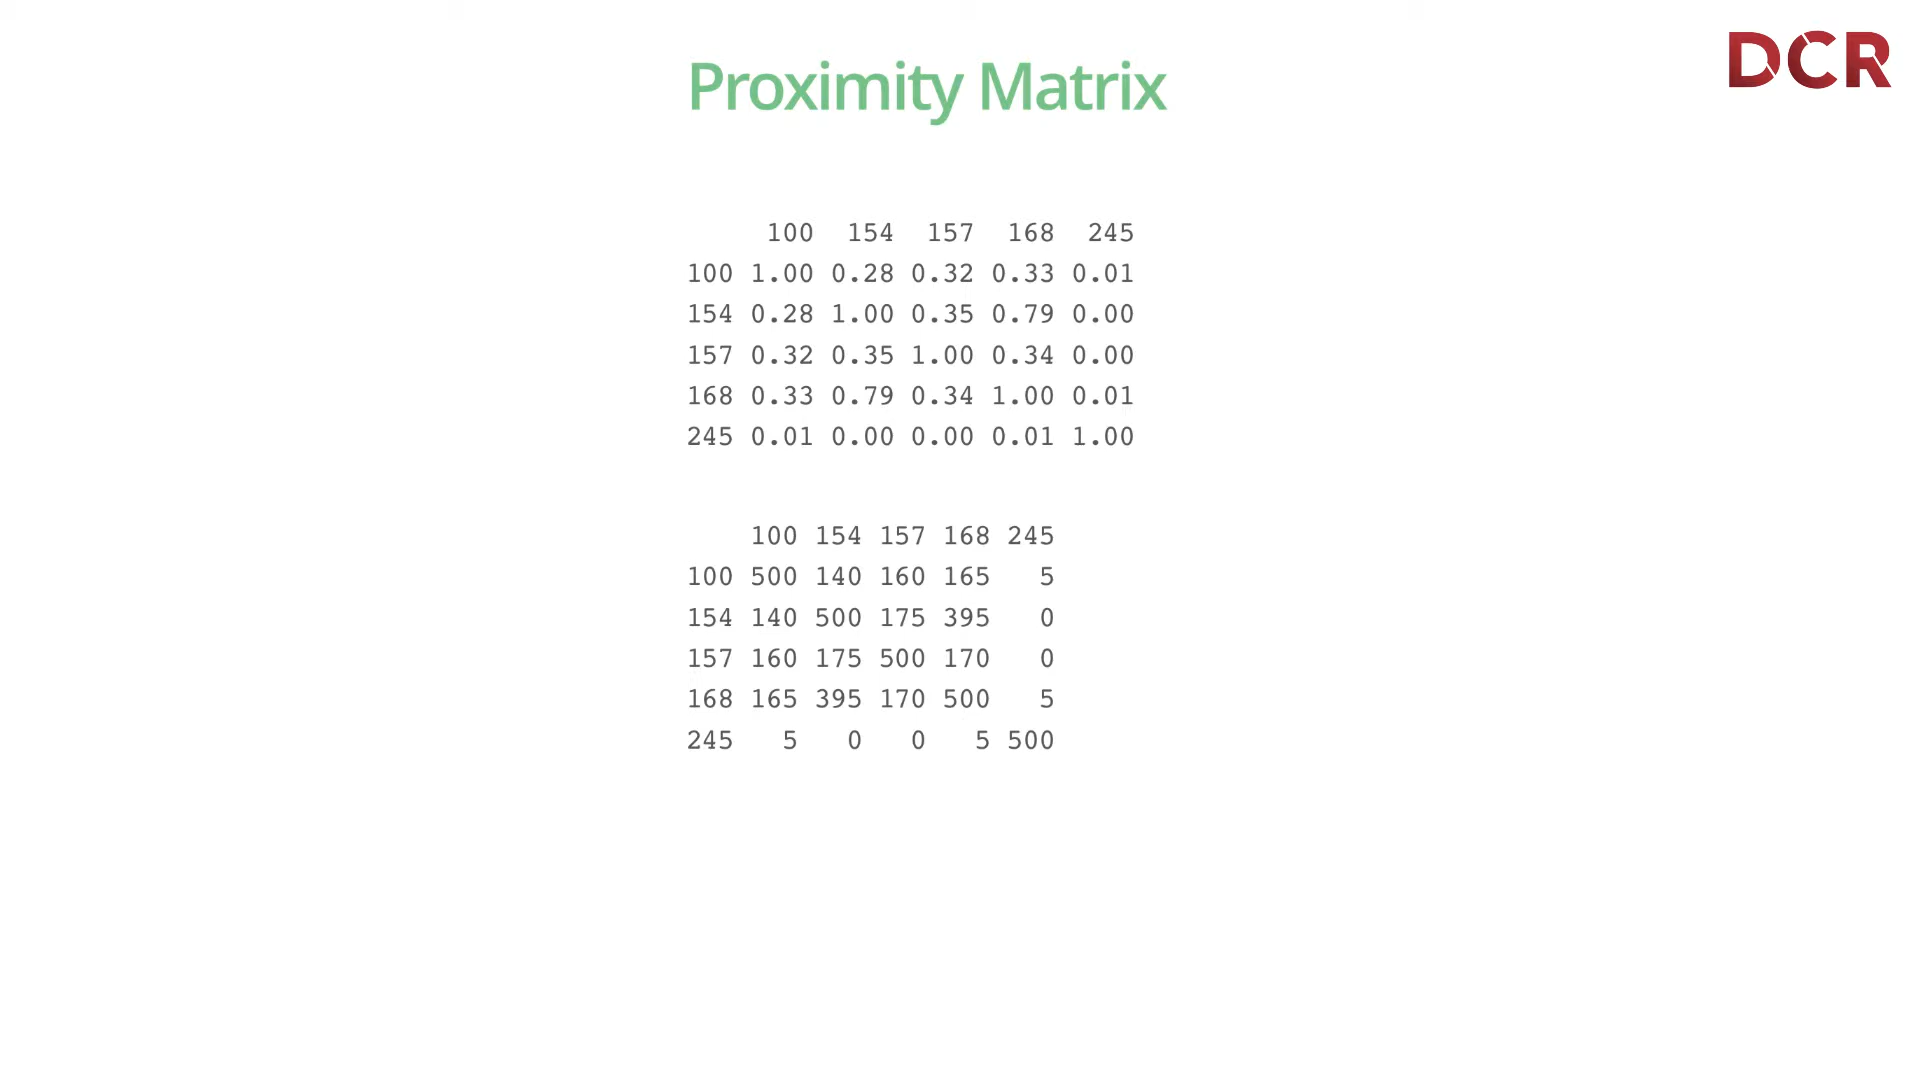 DCR
Proximity Matrix
100 154 157 168 245
100 1.00 0.28 0.32 0.33 0.01
154 0.28 1.00 0.35 0.79 0.00
157 0.32 0.35 1.00 0.34 0.00
168 0.33 0.79 0.34 1.00 0.01
245 0.01 0.00 0.00 0.01 1.00
100 154 157 168 245
100 500 140 160 165 5
154 140 500 175 395 0
157 160 175 500 170 0
168 165 395 170 500 5
245 5 0 0 5 500